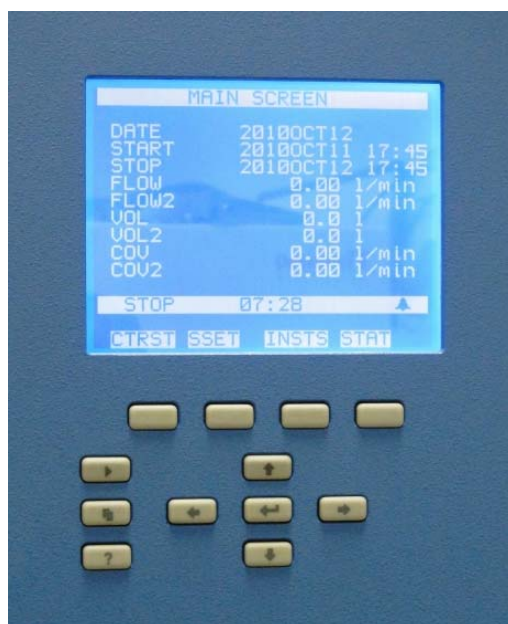 MAIN SCREEN
DATE 2010OCT12
START 2010OCT11 17:45
STOP 2010OCT12 17:45
FLOW 0.00 l/min
FLOW2 0.00 l/min
VOL 0.0 l
VOL2 0.0 l
COV 0.00 l/min
COV2 0.00 l/min
STOP 07:28
CTRST SSET INSTS STAT
?